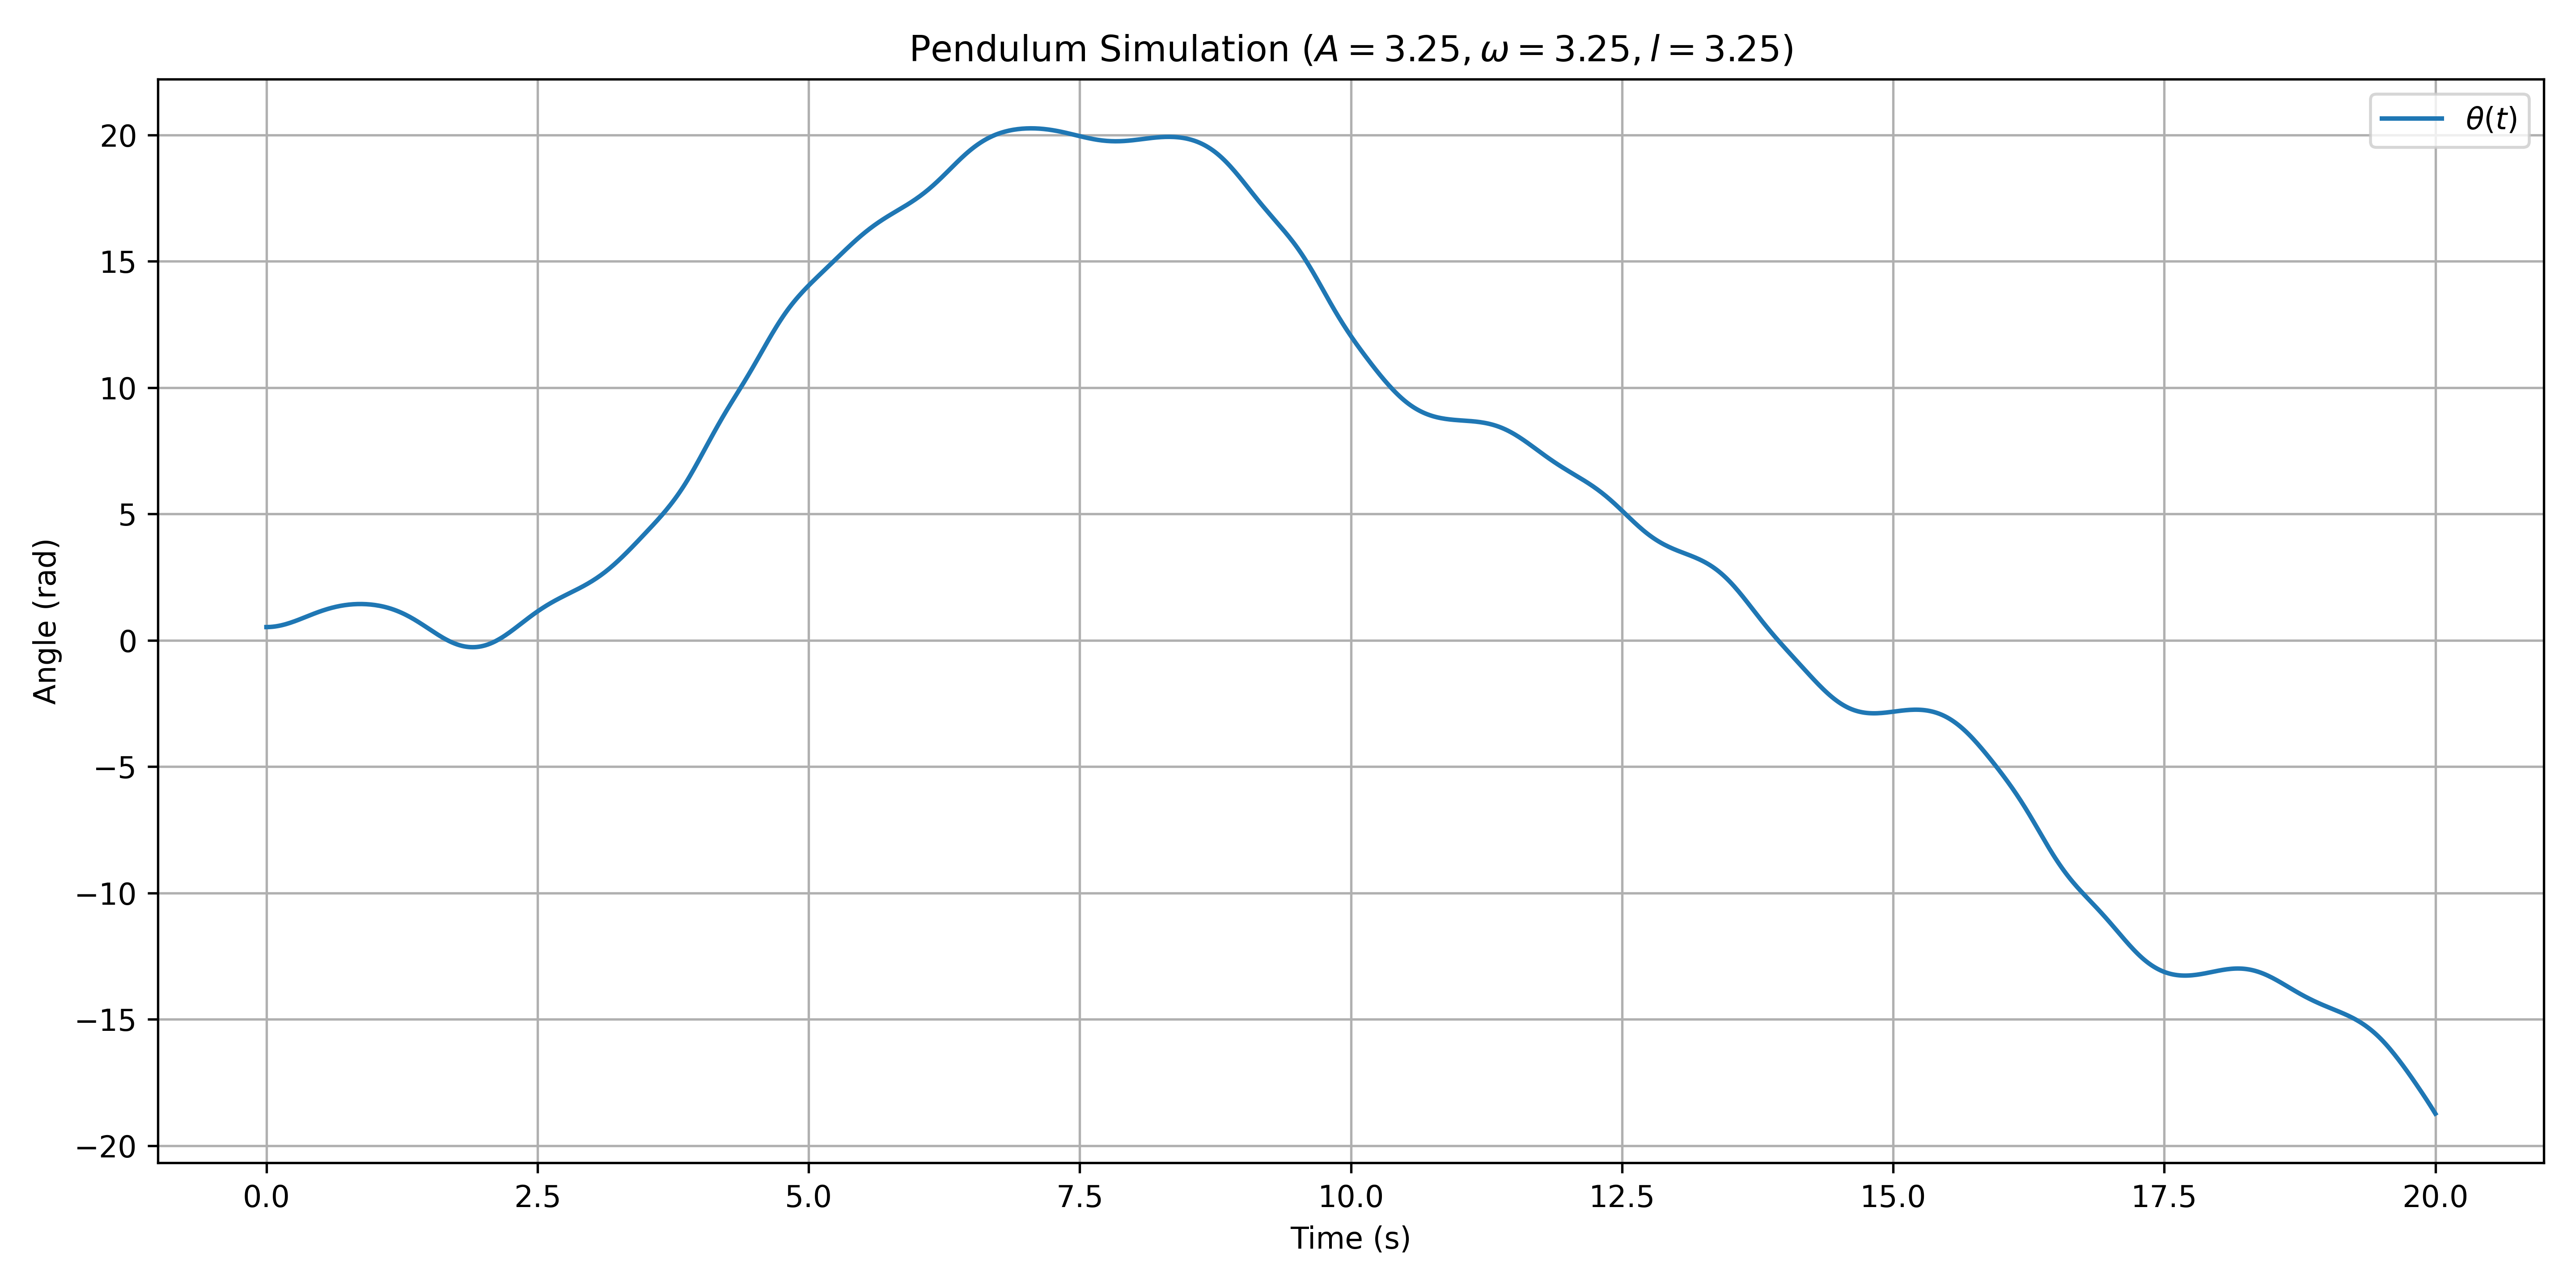 Pendulum Simulation (A = 3.25, ω = 3.25, l = 3.25)
θ(t)
Angle (rad)
20
15
10
5
0
−5
−10
−15
−20
0.0 2.5 5.0 7.5 10.0 12.5 15.0 17.5 20.0
Time (s)